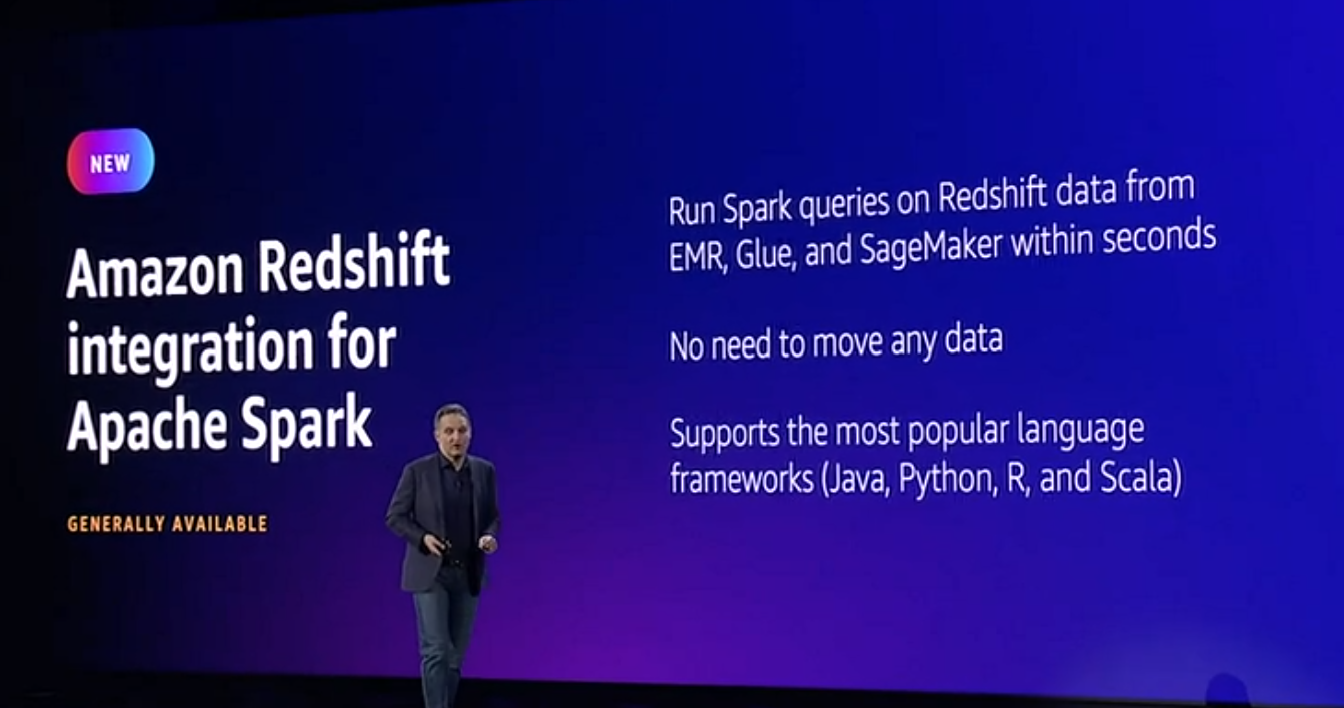 NEW
Amazon Redshift
integration for
Apache Spark
GENERALLY AVAILABLE
Run Spark queries on Redshift data from
EMR, Glue, and SageMaker within seconds
No need to move any data
Supports the most popular language
frameworks (Java, Python, R, and Scala)